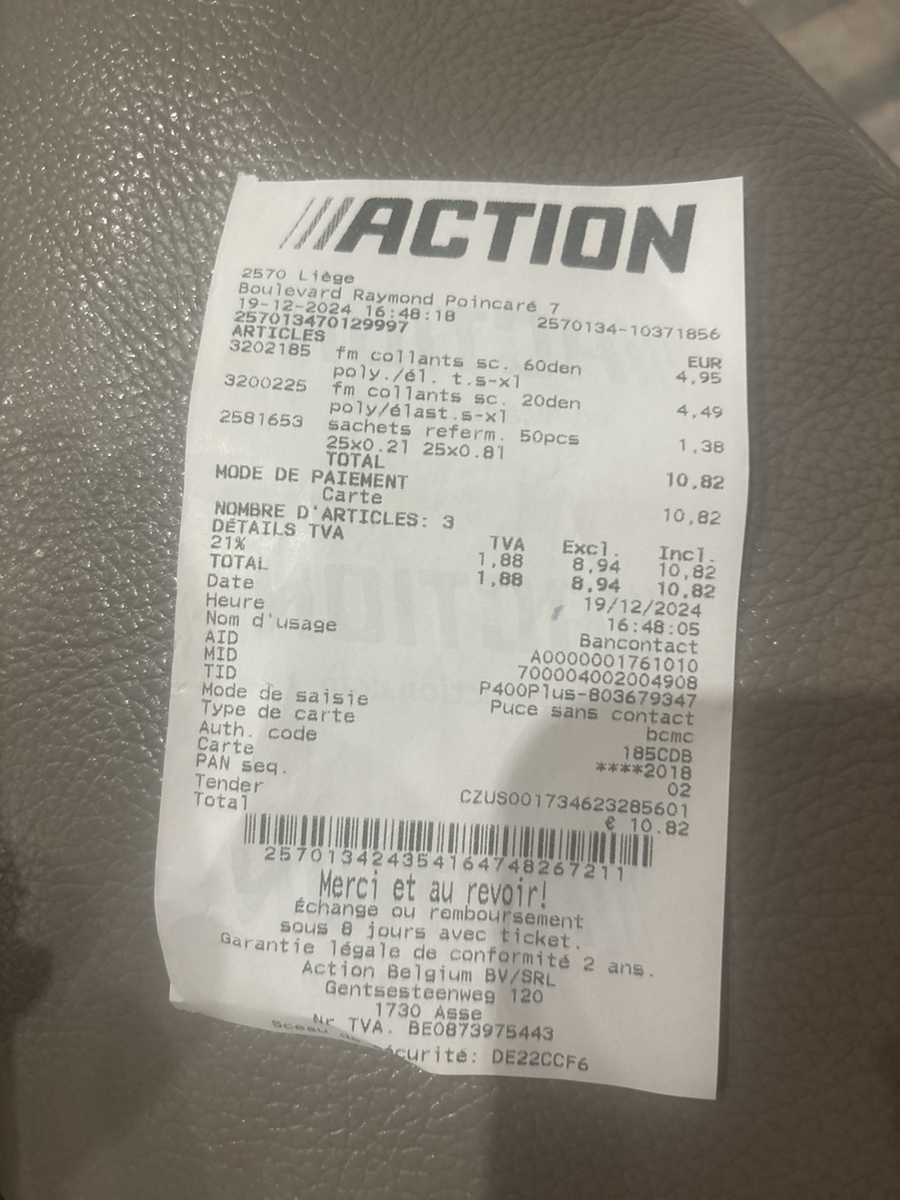 ///ACTION
2570 Liège
Boulevard Raymond Poincaré 7
19-12-2024 16:48:18 2570134-10371856
257013470129997
ARTICLES EUR
3202185 fm collants sc. 60den 4,95
poly./él. t.s-xl
3200225 fm collants sc. 20den 4,49
poly/élast.s-xl
2581653 sachets referm. 50pcs 1,38
25x0.21 25x0.81
TOTAL 10,82
MODE DE PAIEMENT
Carte 10,82
NOMBRE D'ARTICLES: 3
DÉTAILS TVA TVA Excl. Incl.
21% 1,88 8,94 10,82
TOTAL 1,88 8,94 10,82
Date 19/12/2024
Heure 16:48:05
Nom d'usage Bancontact
AID A0000001761010
MID 700004002004908
TID P400Plus-803679347
Mode de saisie Puce sans contact
Type de carte bcmc
Auth. code 185CDB
Carte ****2018
PAN seq. 02
Tender CZUS001734623285601
Total € 10.82
257013424354164748267211
Merci et au revoir!
Échange ou remboursement
sous 8 jours avec ticket.
Garantie légale de conformité 2 ans.
Action Belgium BV/SRL
Gentsesteenweg 120
1730 Asse
Nr TVA. BE0873975443
Sceau de écurité: DE22CCF6